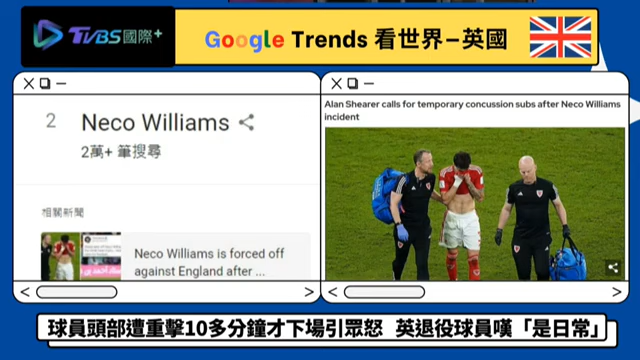 TVBS國際+
Google Trends 看世界–英國
2 Neco Williams
2萬+ 筆搜尋
相關新聞
Neco Williams is forced off
against England after ...
Alan Shearer calls for temporary concussion subs after Neco Williams
incident
球員頭部遭重擊10多分鐘才下場引眾怒 英退役球員嘆「是日常」